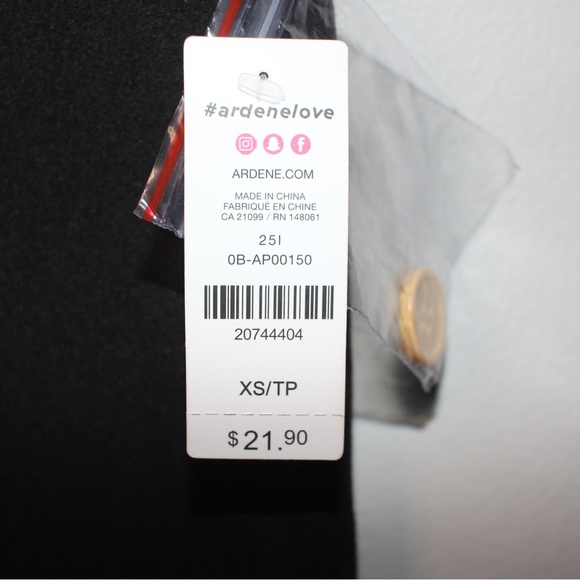 #ardenelove
ARDENE.COM
MADE IN CHINA
FABRIQUÉ EN CHINE
CA 21099 / RN 148061
251
0B-AP00150
20744404
XS/TP
$21.90